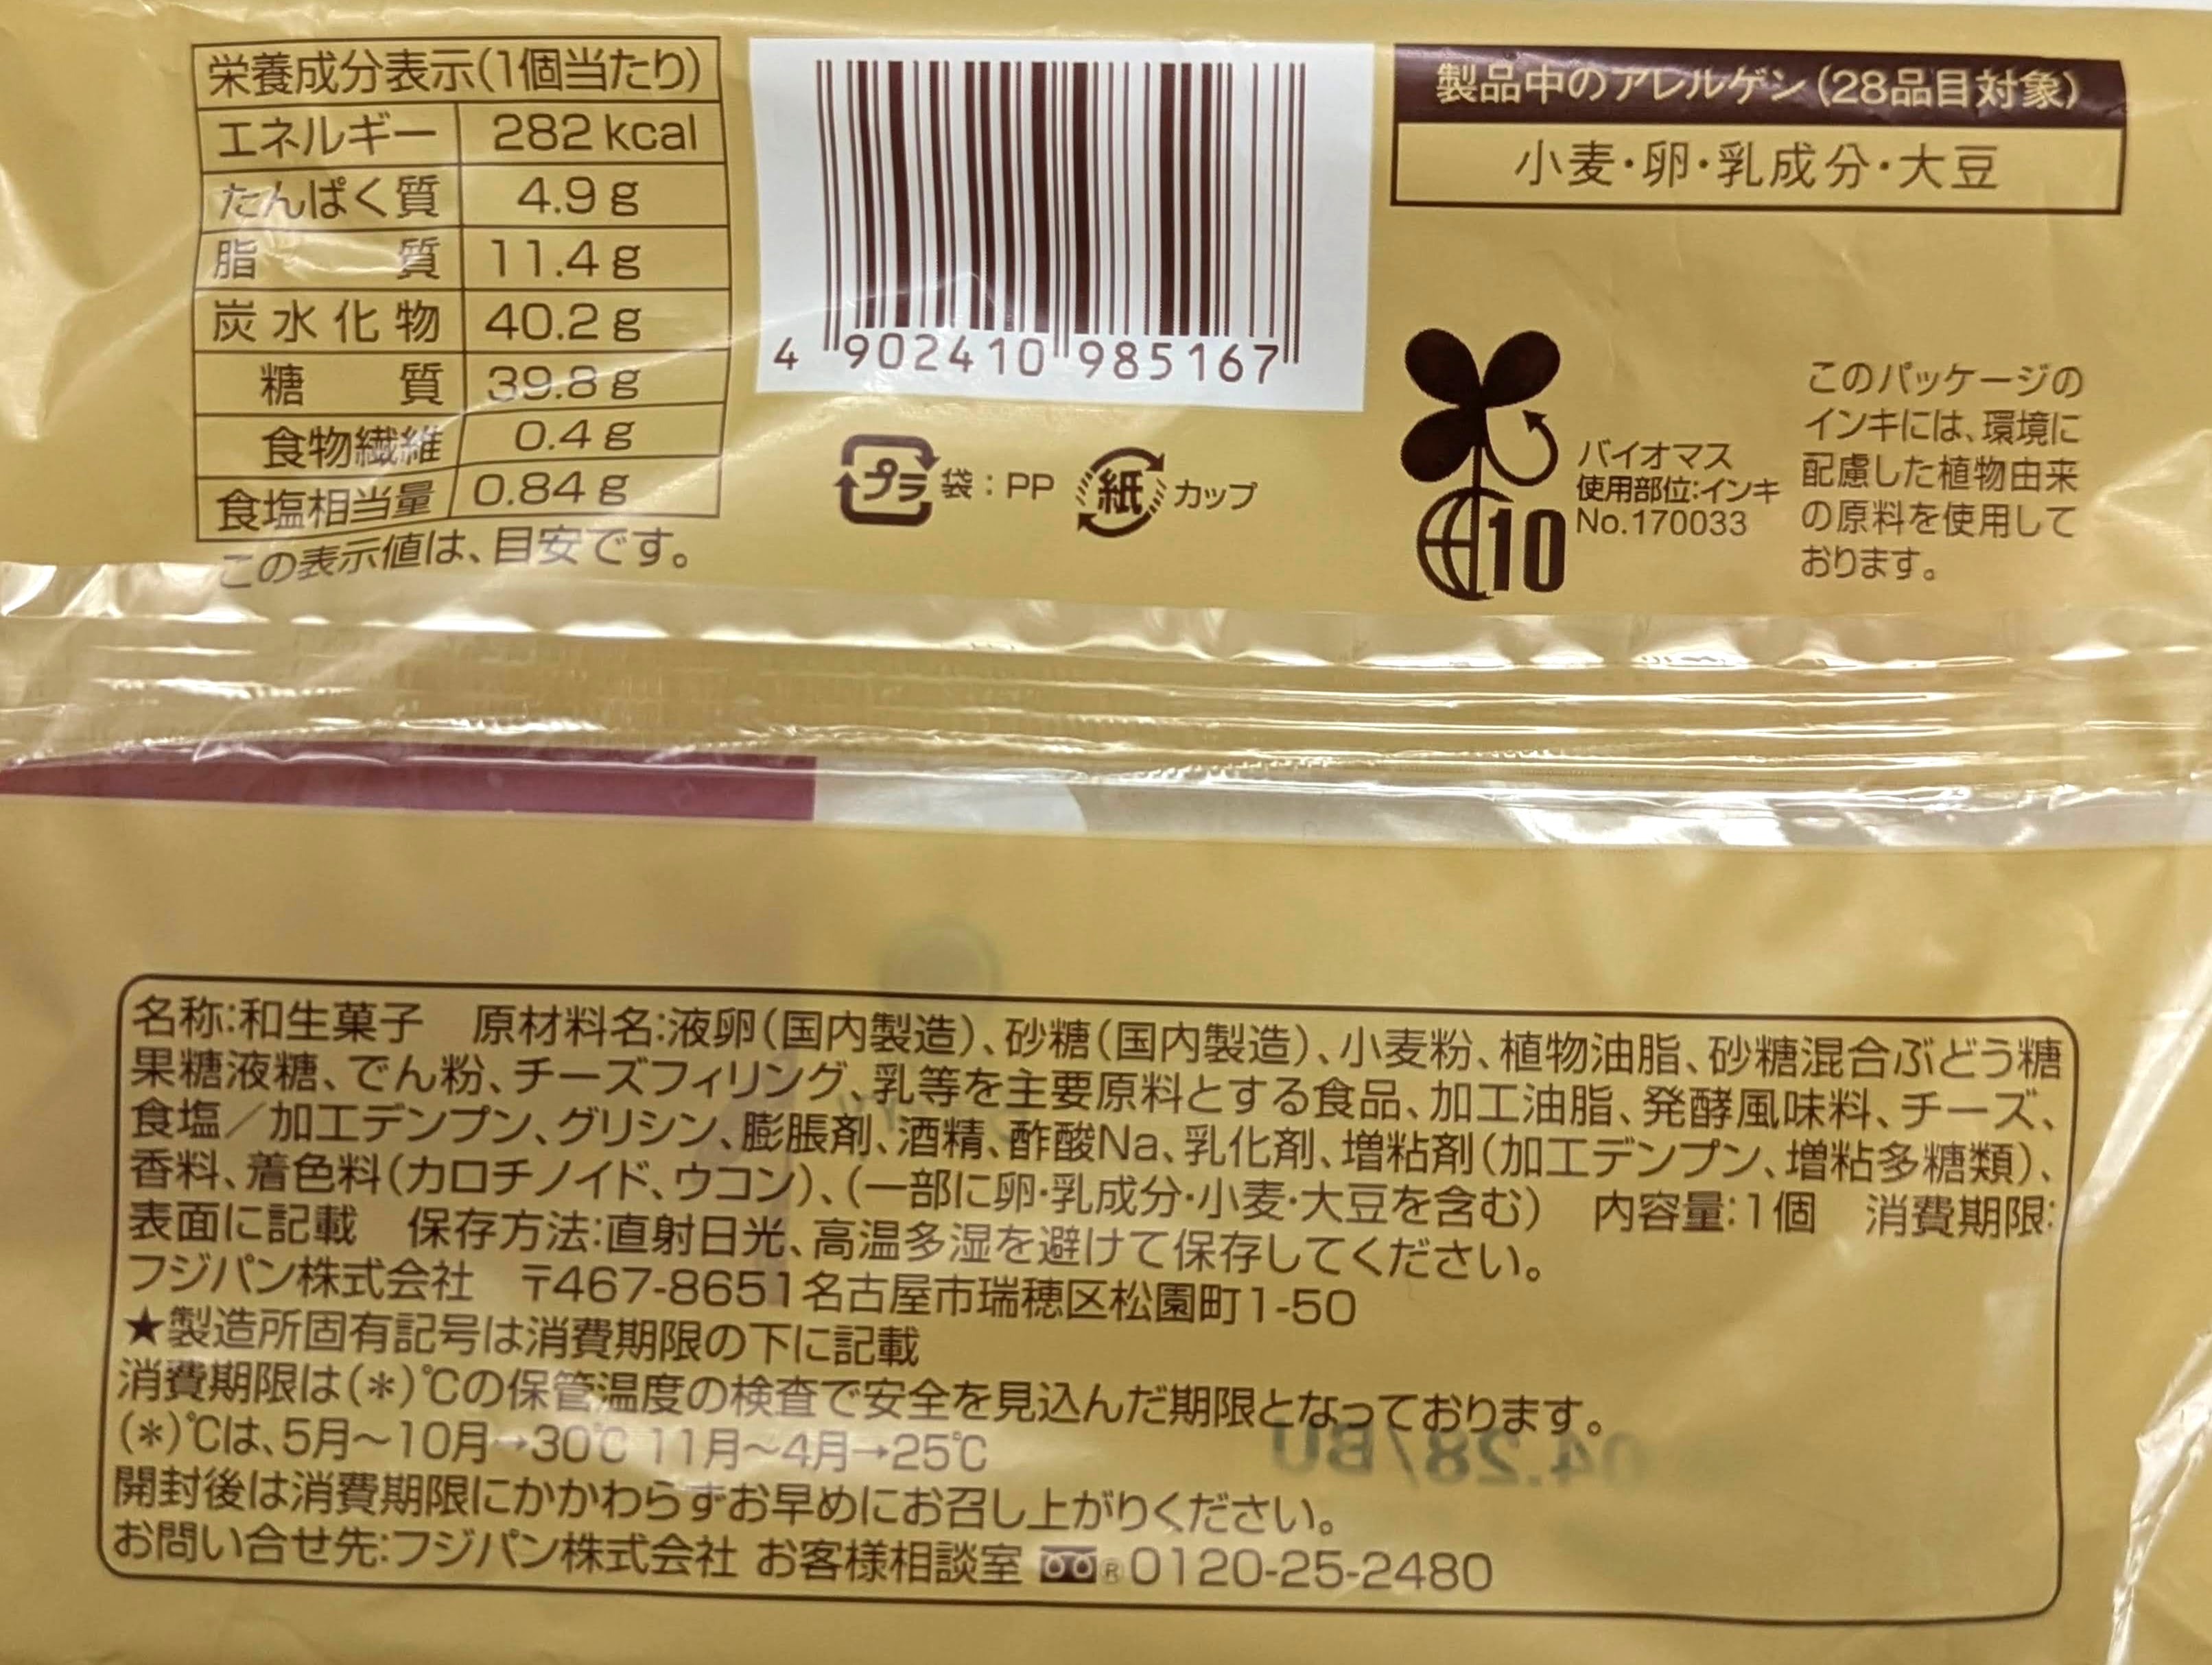 栄養成分表示(1個当たり)
エネルギー 282 kcal
たんぱく質 4.9 g
脂質 11.4 g
炭水化物 40.2 g
糖質 39.8 g
食物繊維 0.4 g
食塩相当量 0.84 g
この表示値は、目安です。
4 902410 985167
プラ 袋:PP 紙 カップ
製品中のアレルゲン(28品目対象)
小麦・卵・乳成分・大豆
バイオマス
使用部位:インキ
No.170033
10
このパッケージの
インキには、環境に
配慮した植物由来
の原料を使用して
おります。
名称:和生菓子 原材料名:液卵(国内製造)、砂糖(国内製造)、小麦粉、植物油脂、砂糖混合ぶどう糖
果糖液糖、でん粉、チーズフィリング、乳等を主要原料とする食品、加工油脂、発酵風味料、チーズ、
食塩/加工デンプン、グリシン、膨脹剤、酒精、酢酸Na、乳化剤、増粘剤(加工デンプン、増粘多糖類)、
香料、着色料(カロチノイド、ウコン)、(一部に卵・乳成分・小麦・大豆を含む) 内容量:1個 消費期限:
表面に記載 保存方法:直射日光、高温多湿を避けて保存してください。
フジパン株式会社 〒467-8651名古屋市瑞穂区松園町1-50
★製造所固有記号は消費期限の下に記載
消費期限は(*)℃の保管温度の検査で安全を見込んだ期限となっております。
(*)℃は、5月~10月→30℃ 11月~4月→25℃
04.28/BU
開封後は消費期限にかかわらずお早めにお召し上がりください。
お問い合せ先:フジパン株式会社 お客様相談室 ®0120-25-2480